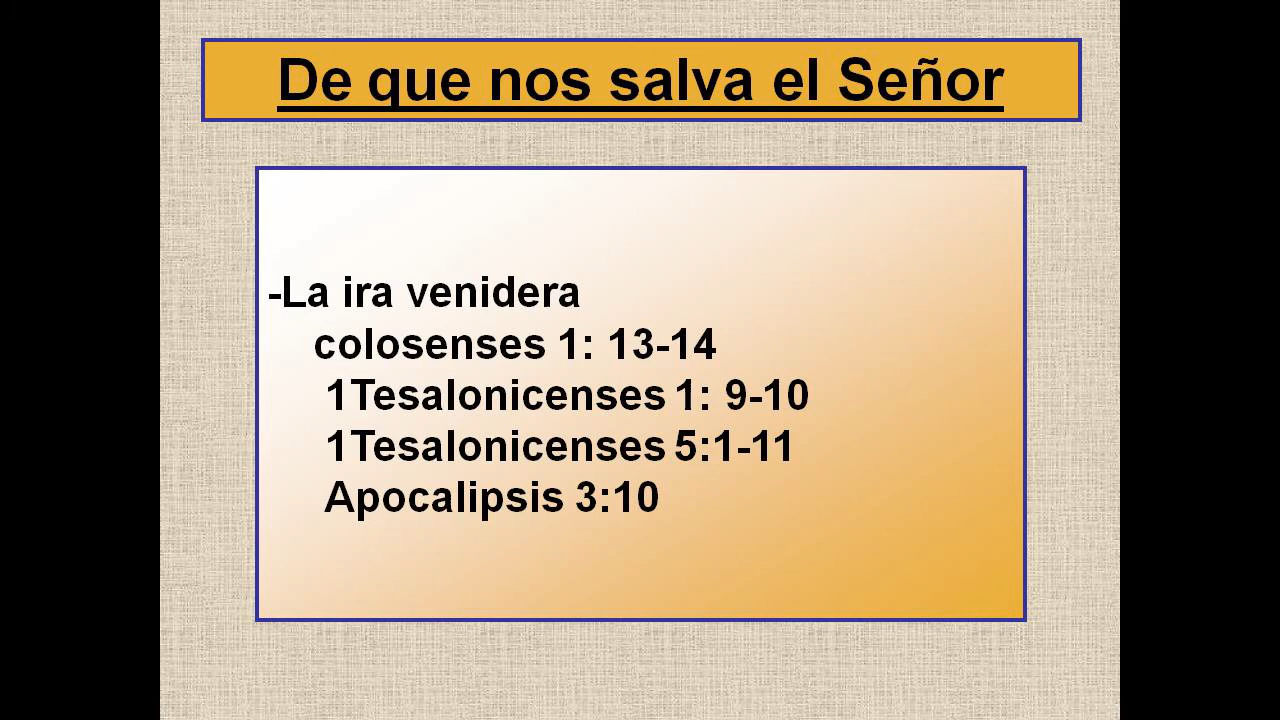 De que nos salva el Señor
-La ira venidera
colosenses 1: 13-14
1Tesalonicenses 1: 9-10
1Tesalonicenses 5:1-11
Apocalipsis 3:10